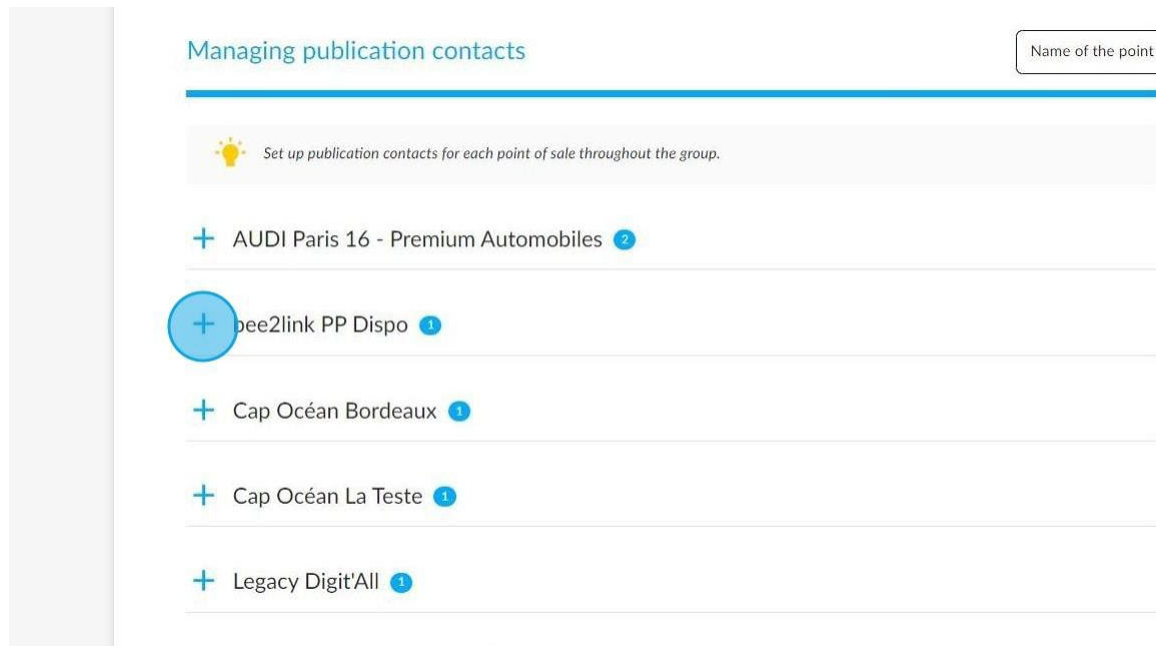 Managing publication contacts
Name of the point
Set up publication contacts for each point of sale throughout the group.
AUDI Paris 16 - Premium Automobiles 2
bee2link PP Dispo 1
Cap Océan Bordeaux 1
Cap Océan La Teste 1
Legacy Digit'All 1